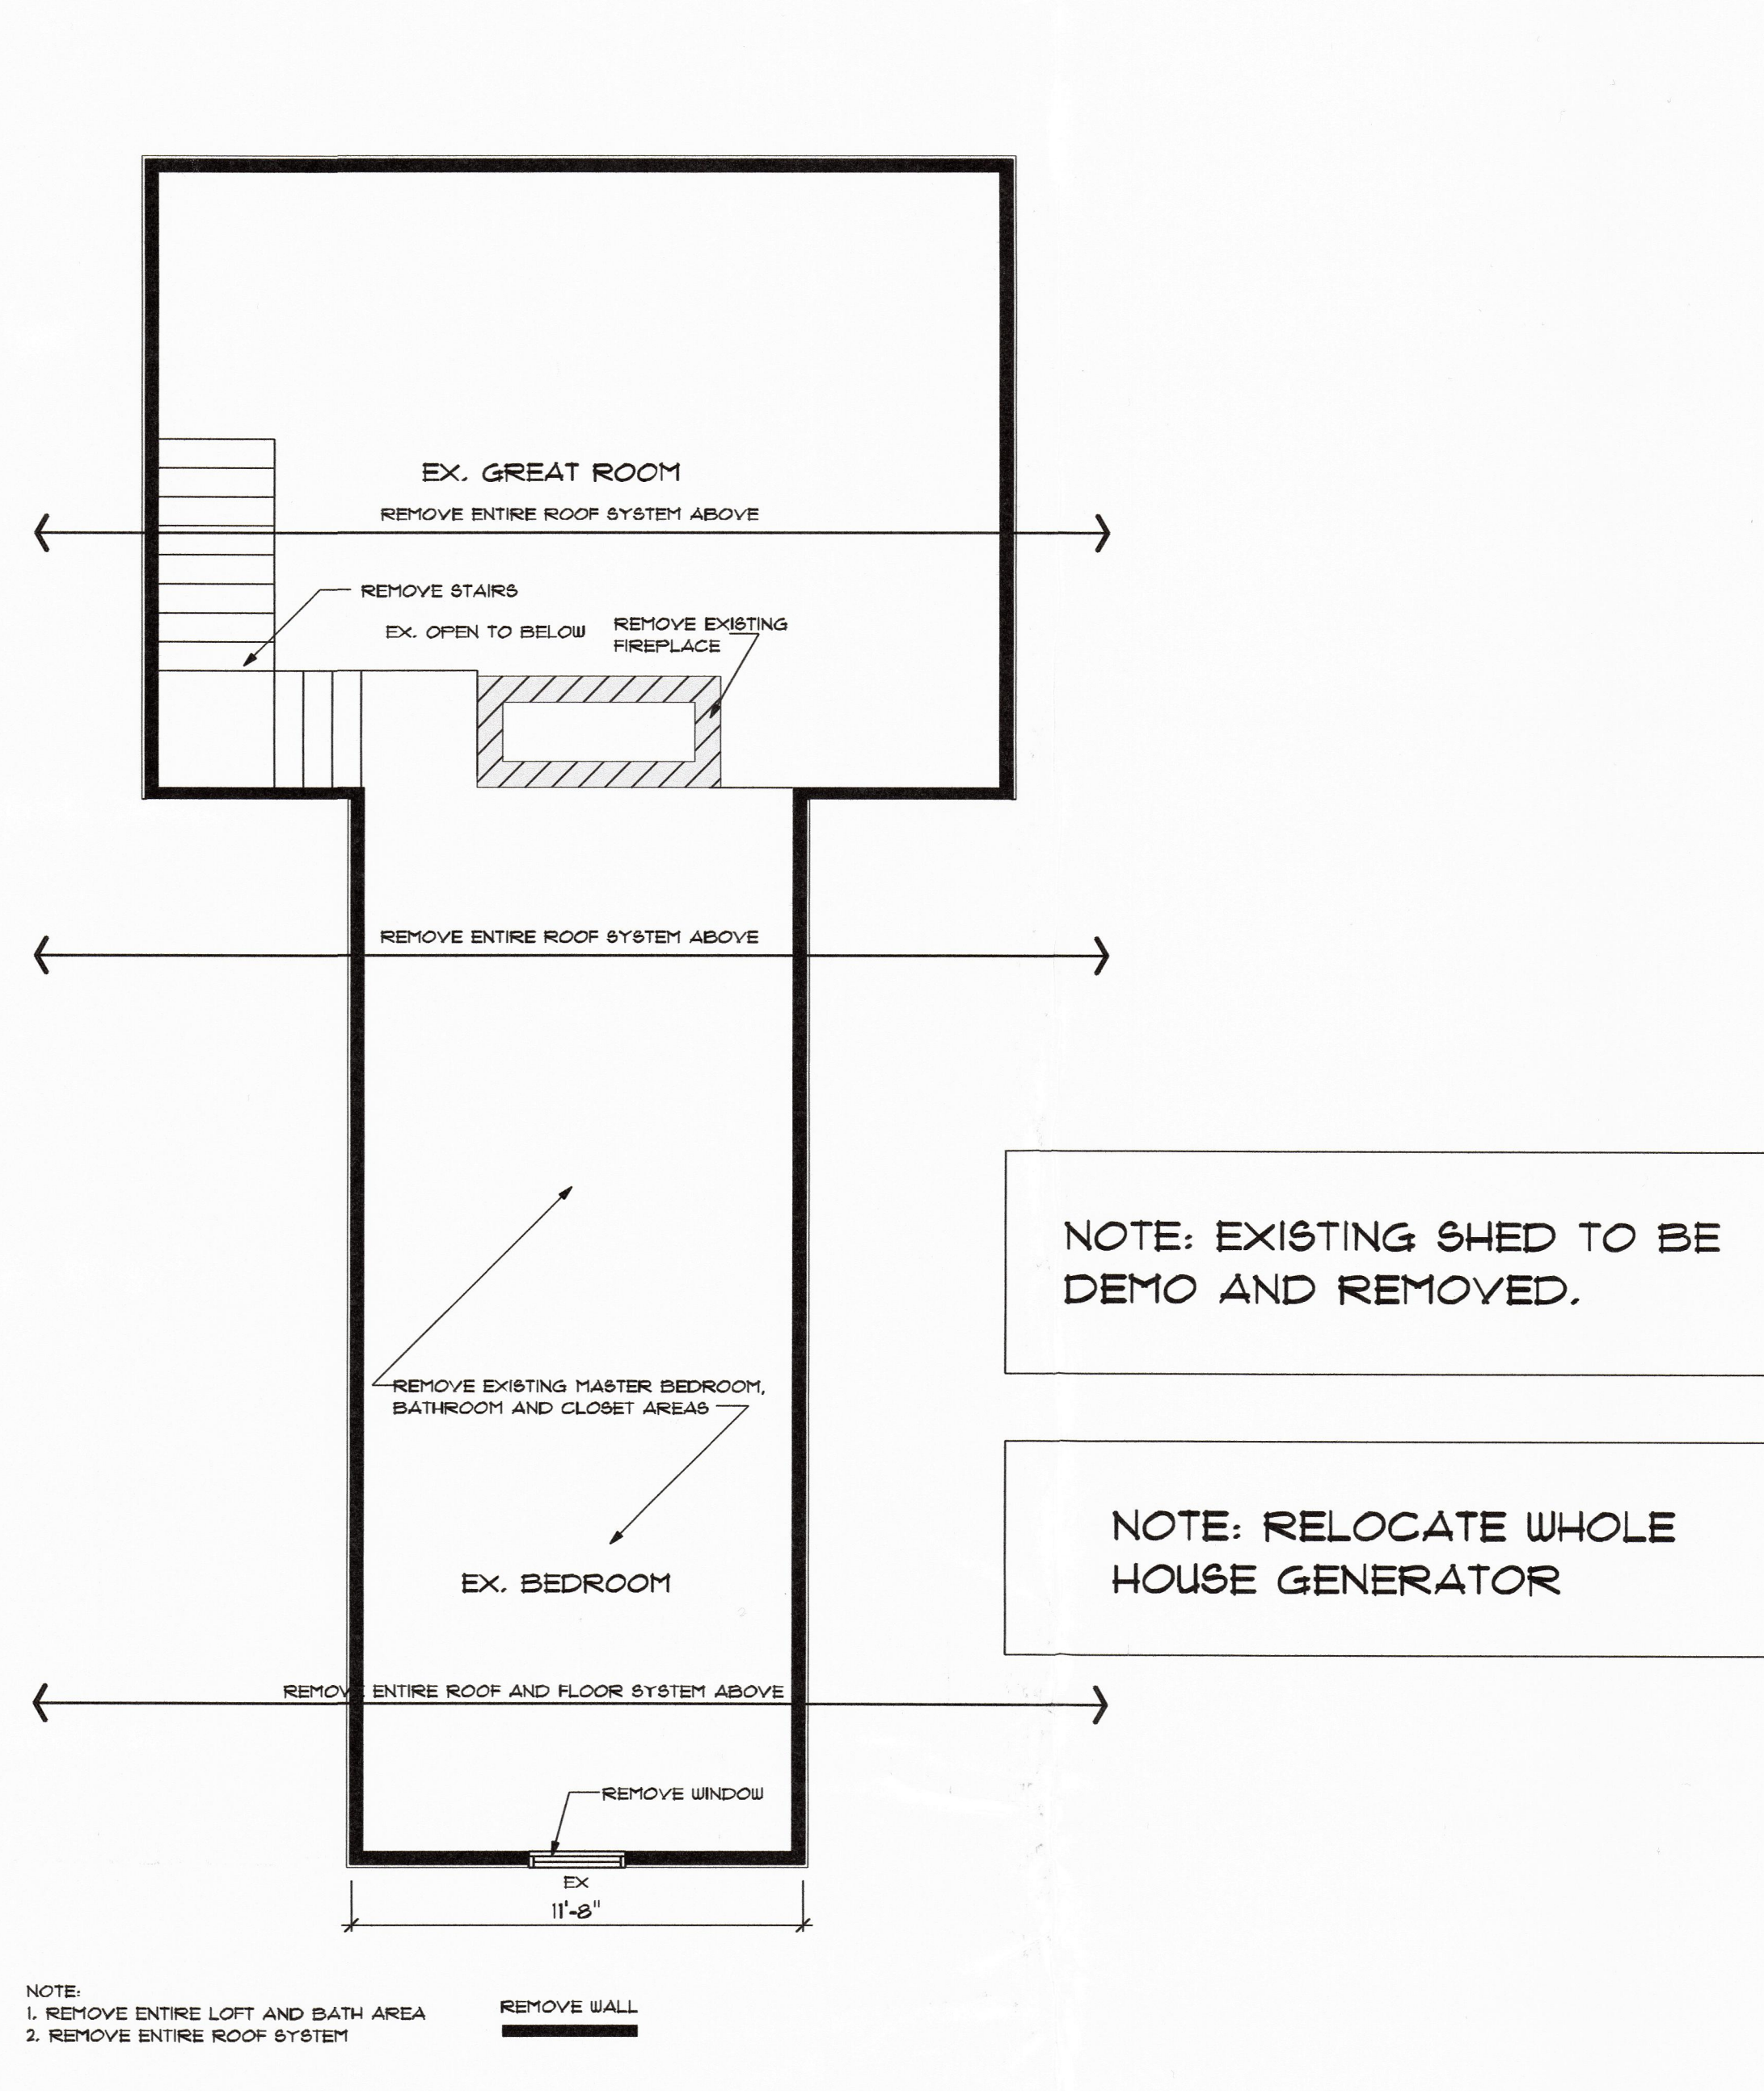 EX. GREAT ROOM
REMOVE ENTIRE ROOF SYSTEM ABOVE
REMOVE STAIRS
EX. OPEN TO BELOW
REMOVE EXISTING
FIREPLACE
REMOVE ENTIRE ROOF SYSTEM ABOVE
NOTE: EXISTING SHED TO BE
DEMO AND REMOVED.
REMOVE EXISTING MASTER BEDROOM,
BATHROOM AND CLOSET AREAS
NOTE: RELOCATE WHOLE
HOUSE GENERATOR
EX. BEDROOM
REMOVE ENTIRE ROOF AND FLOOR SYSTEM ABOVE
REMOVE WINDOW
EX
11'-8"
NOTE:
1. REMOVE ENTIRE LOFT AND BATH AREA
2. REMOVE ENTIRE ROOF SYSTEM
REMOVE WALL